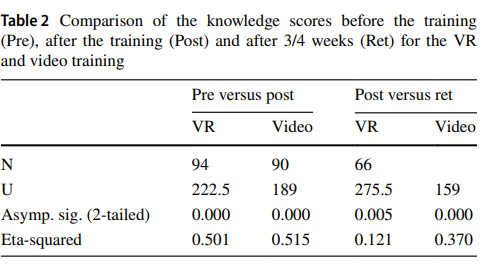 Table 2 Comparison of the knowledge scores before the training
(Pre), after the training (Post) and after 3/4 weeks (Ret) for the VR
and video training
Pre versus post Post versus ret
VR Video VR Video
N 94 90 66
U 222.5 189 275.5 159
Asymp. sig. (2-tailed) 0.000 0.000 0.005 0.000
Eta-squared 0.501 0.515 0.121 0.370